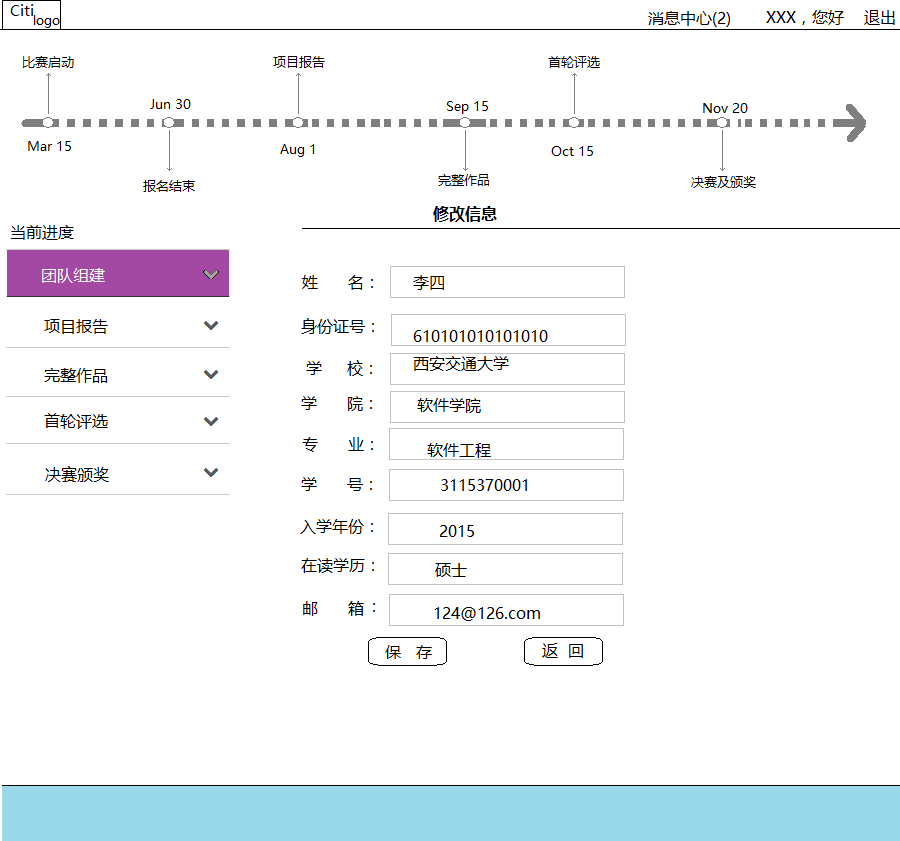 Citi
logo
消息中心(2) XXX，您好 退出
比赛启动 项目报告 首轮评选
Jun 30 Sep 15 Nov 20
Mar 15 Aug 1 Oct 15
报名结束 完整作品 决赛及颁奖
修改信息
当前进度
团队组建
项目报告
完整作品
首轮评选
决赛颁奖
姓 名： 李四
身份证号： 610101010101010
学 校： 西安交通大学
学 院： 软件学院
专 业： 软件工程
学 号： 3115370001
入学年份： 2015
在读学历： 硕士
邮 箱： 124@126.com
保 存 返 回